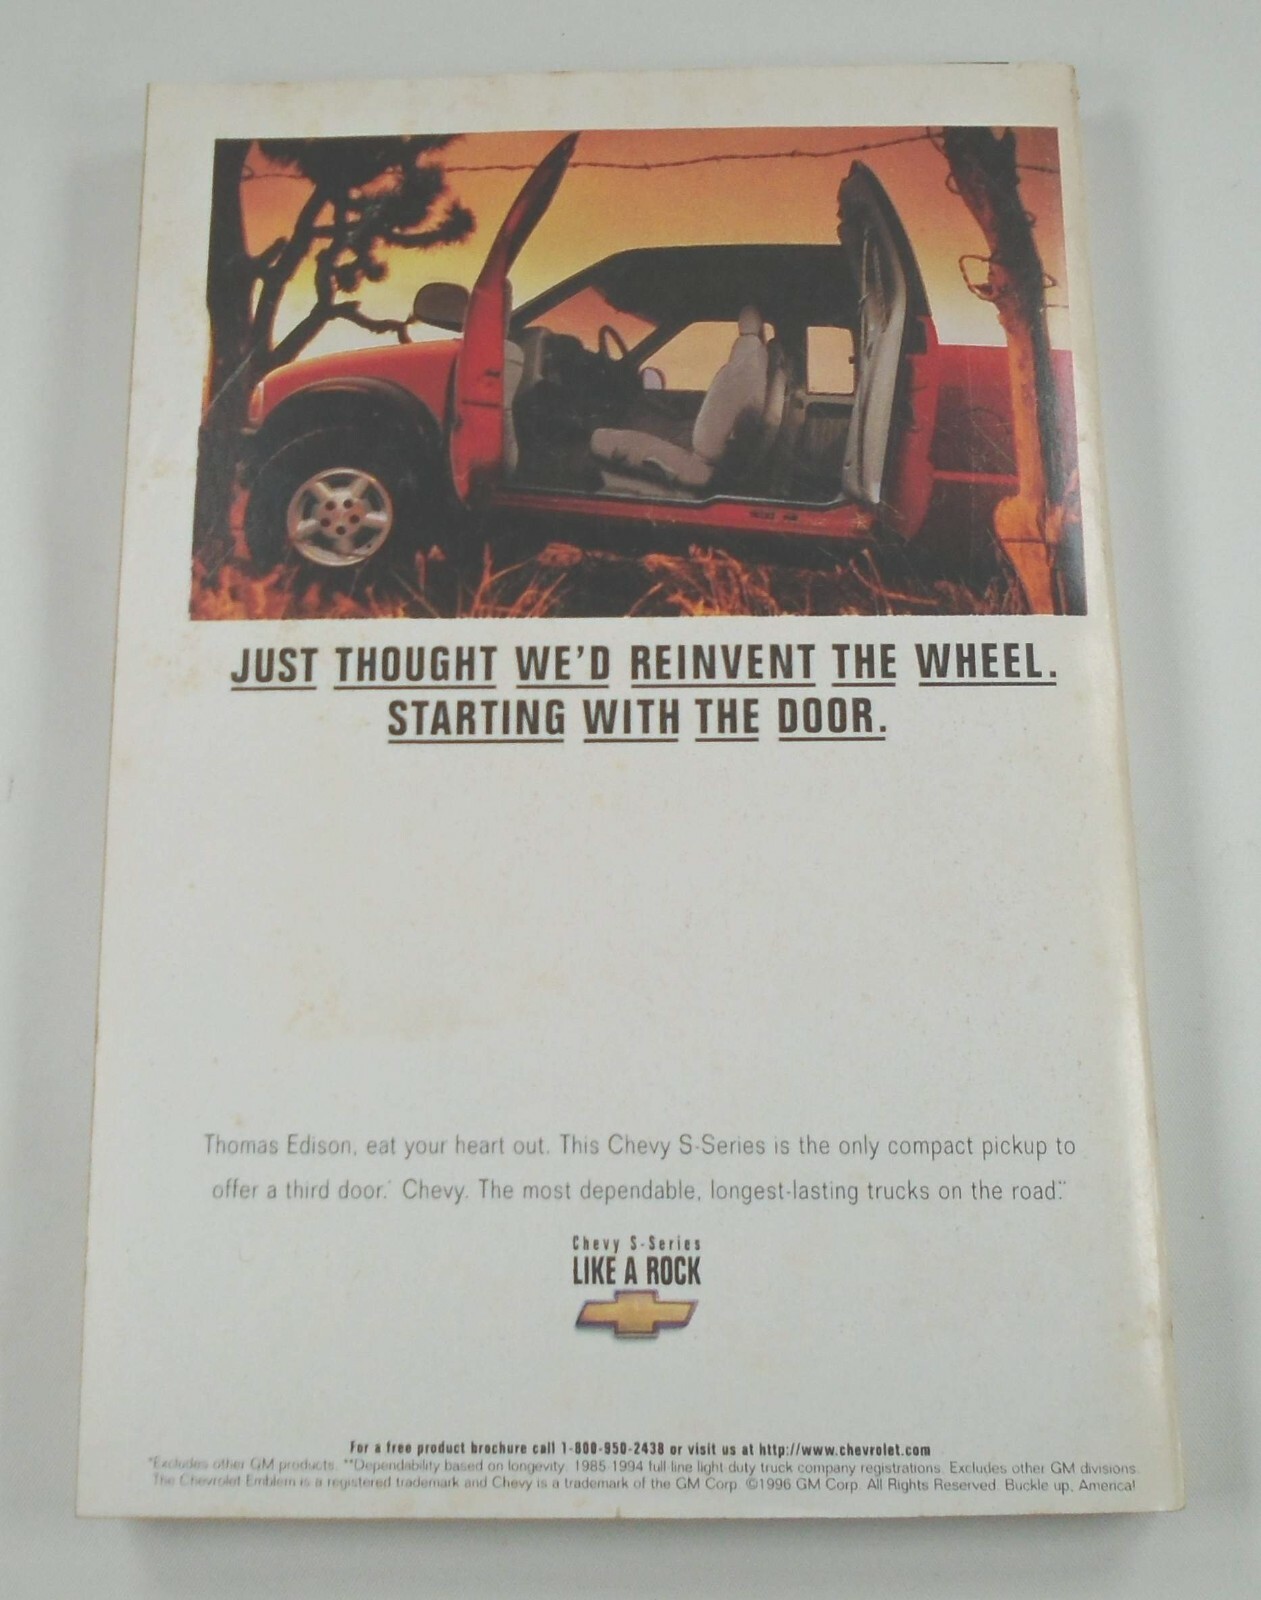 JUST THOUGHT WE'D REINVENT THE WHEEL.
STARTING WITH THE DOOR.
Thomas Edison, eat your heart out. This Chevy S-Series is the only compact pickup to
offer a third door.* Chevy. The most dependable, longest-lasting trucks on the road.**
Chevy S-Series
LIKE A ROCK
For a free product brochure call 1-800-950-2438 or visit us at http://www.chevrolet.com
*Excludes other GM products. **Dependability based on longevity: 1985-1994 full-line light-duty truck company registrations. Excludes other GM divisions.
The Chevrolet Emblem is a registered trademark and Chevy is a trademark of the GM Corp. ©1996 GM Corp. All Rights Reserved. Buckle up, America!